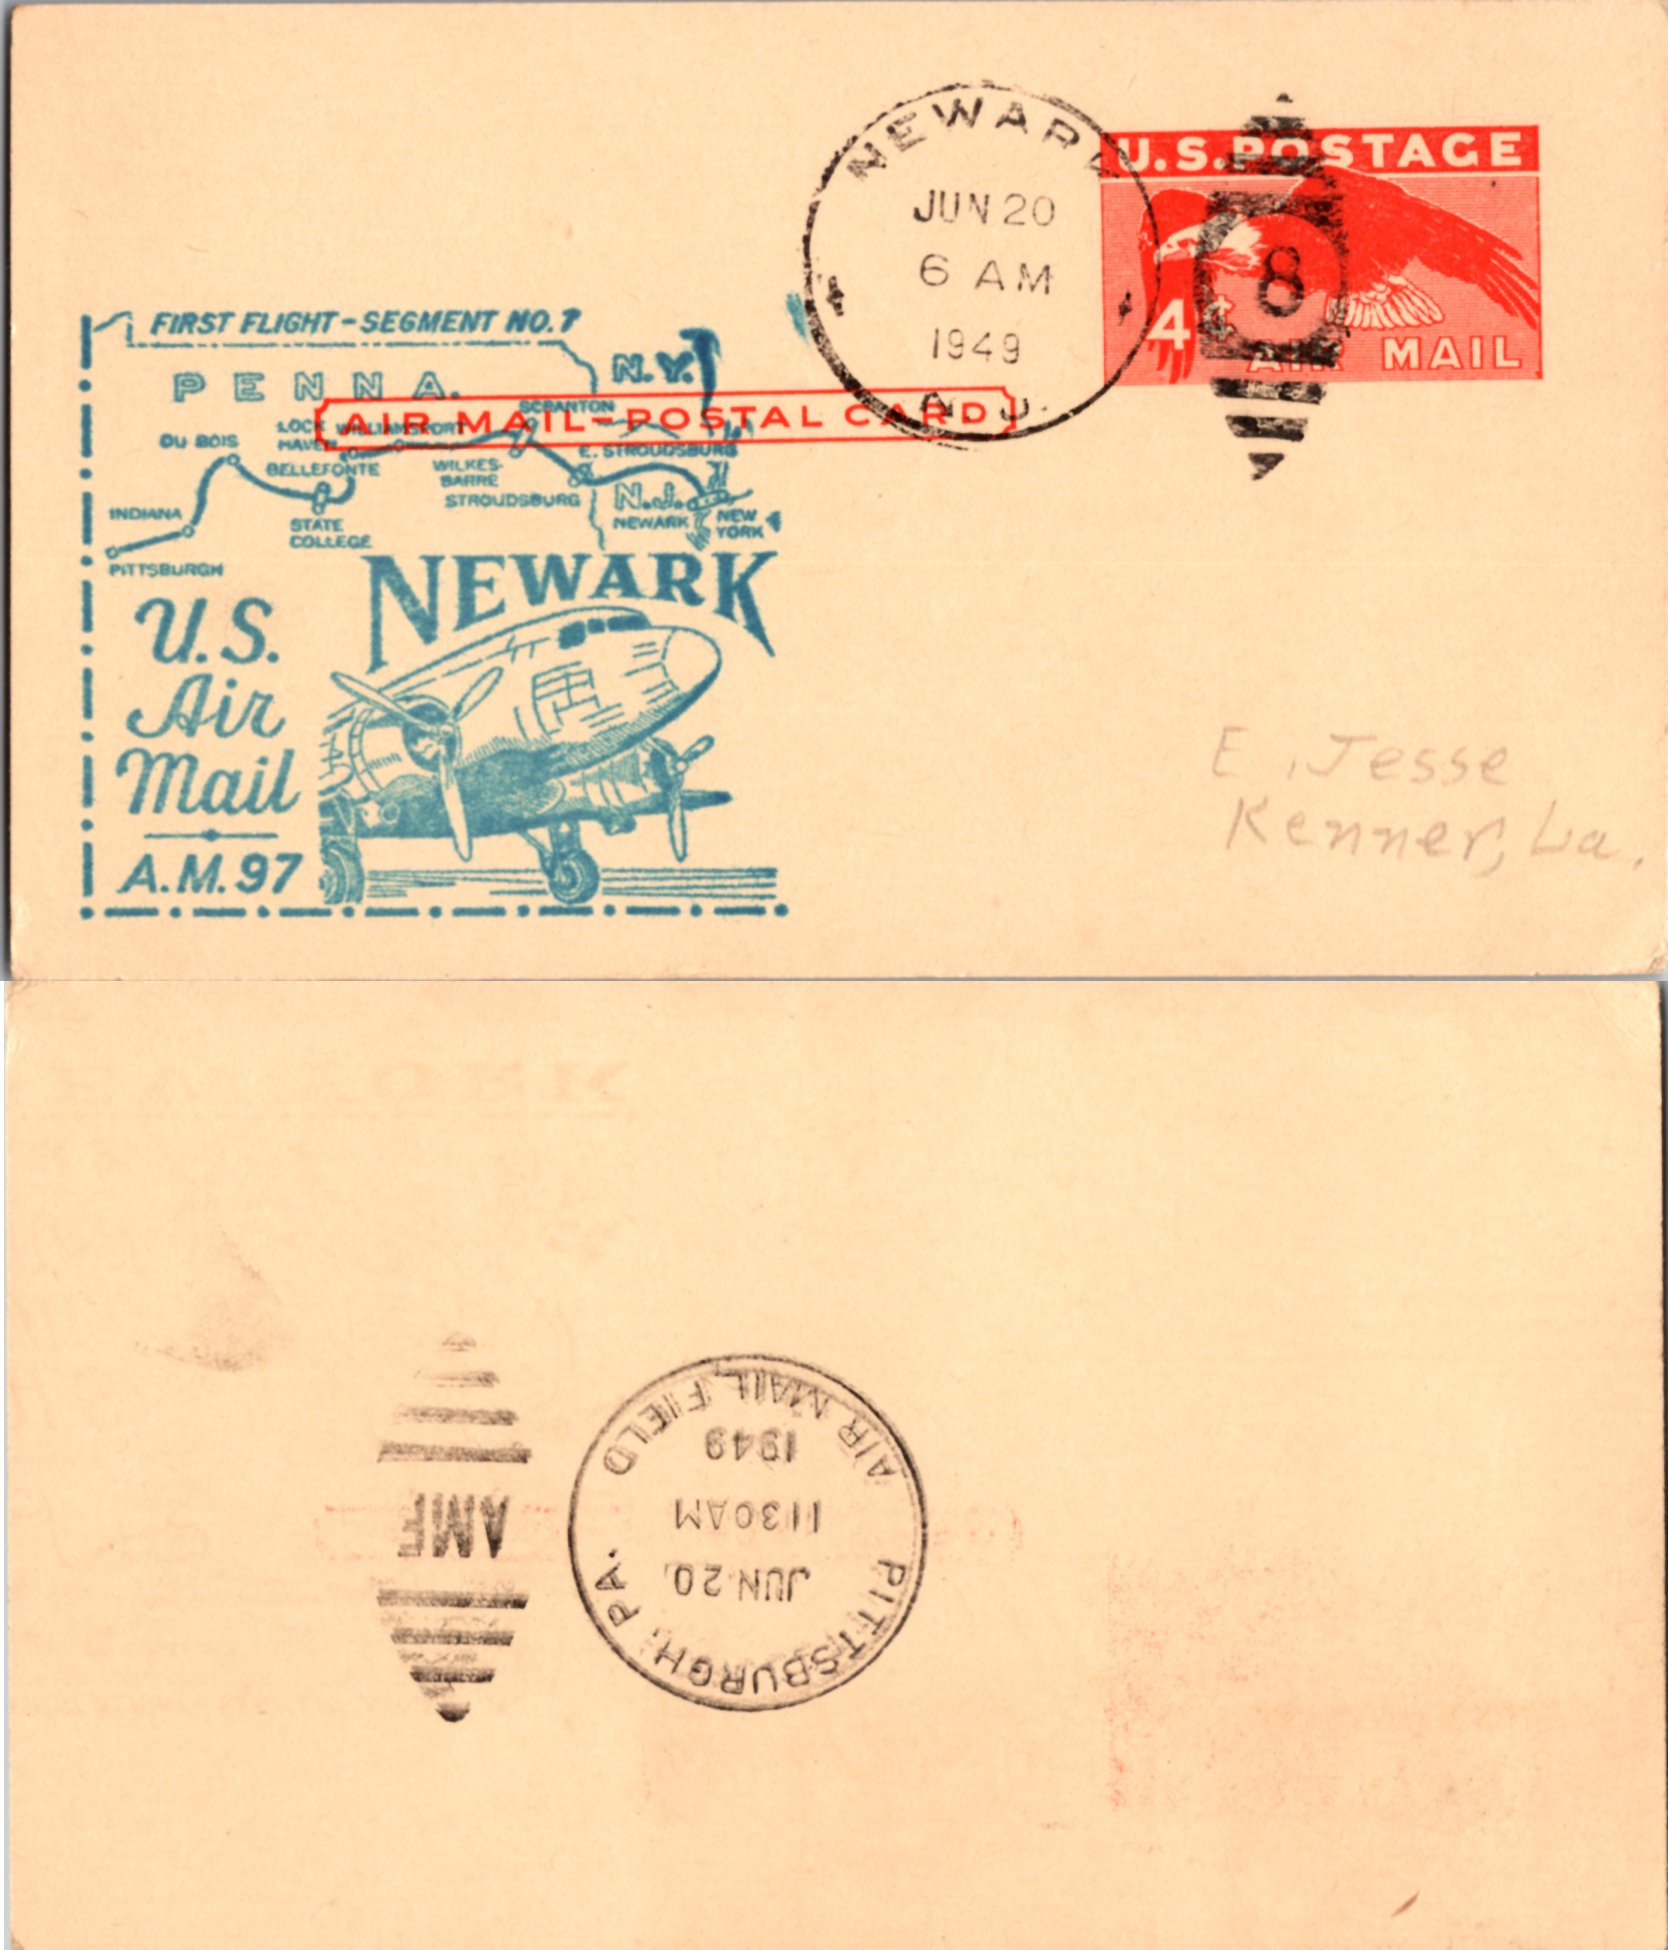 NEWARK
JUN 20
6 AM
1949
N. J.
U.S. POSTAGE
8
4¢
AIR MAIL
FIRST FLIGHT - SEGMENT NO. 1
PENNA.
N.Y.
AIR MAIL-POSTAL CARD
SCRANTON
LOCK HAVEN
WILLIAMSPORT
DU BOIS
E. STROUDSBURG
BELLEFONTE
WILKES-BARRE
STROUDSBURG
N.J.
INDIANA
NEWARK
NEW YORK
STATE COLLEGE
PITTSBURGH
NEWARK
U.S.
Air
Mail
A.M. 97
E. Jesse
Kenner, La.
PITTSBURGH, PA.
JUN 20
1130 AM
1949
AIR MAIL FIELD
AMF